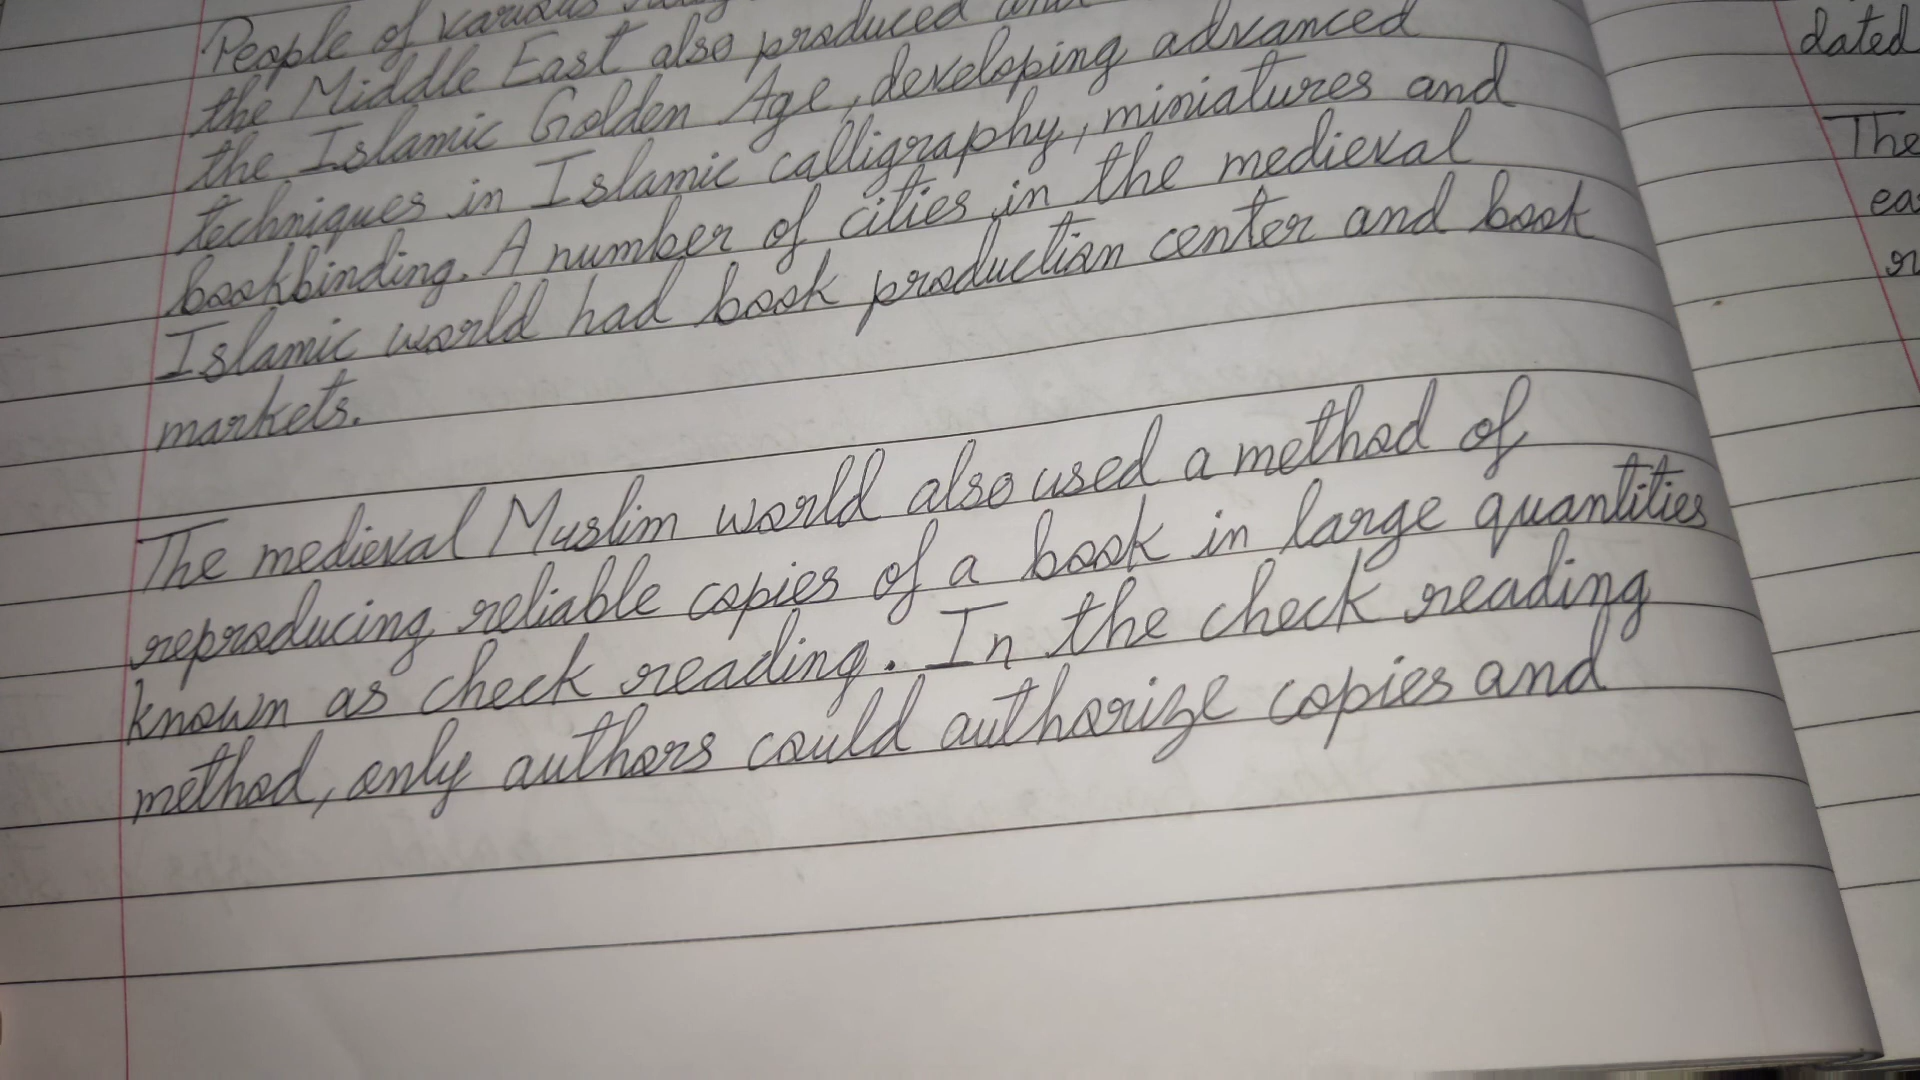 People of various
the Middle East also produced
the Islamic Golden Age, developing advanced
techniques in Islamic calligraphy, miniatures and
bookbinding. A number of cities in the medieval
Islamic world had book production center and book
markets.
The medieval Muslim world also used a method of
reproducing reliable copies of a book in large quantities
known as check reading. In the check reading
method, only authors could authorize copies and
dated
The